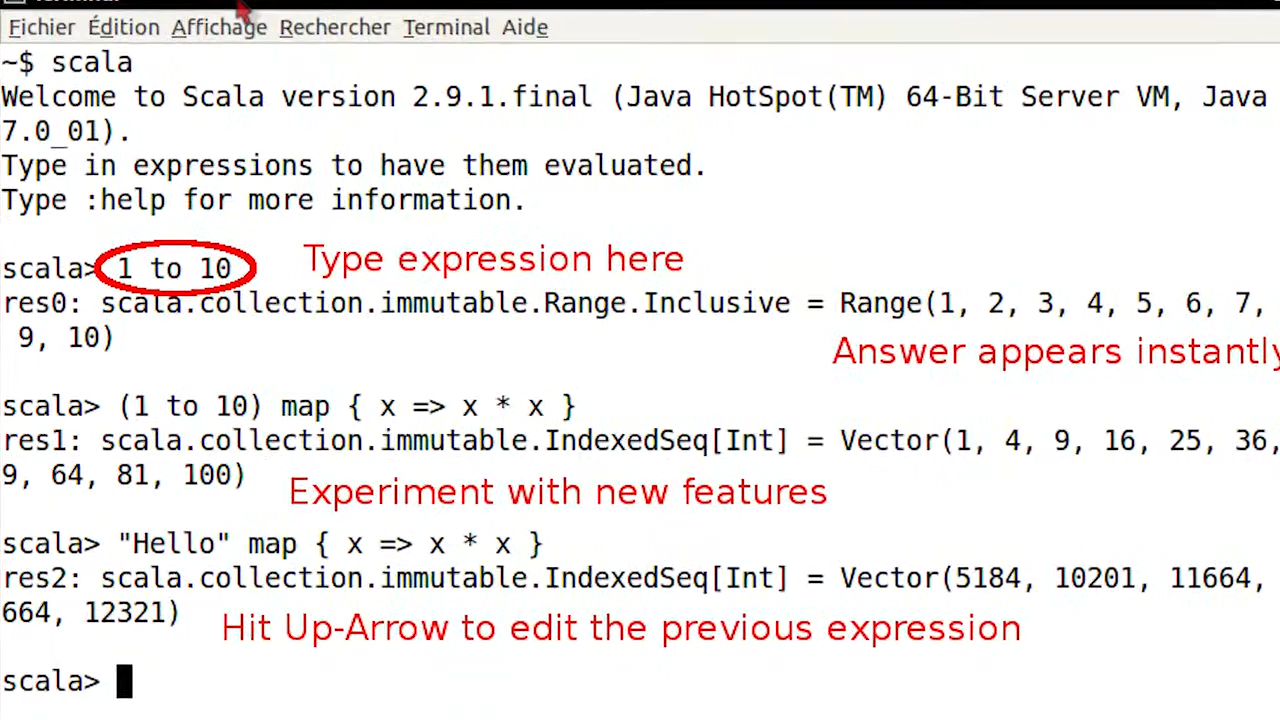 Fichier Édition Affichage Rechercher Terminal Aide
~$ scala
Welcome to Scala version 2.9.1.final (Java HotSpot(TM) 64-Bit Server VM, Java
7.0_01).
Type in expressions to have them evaluated.
Type :help for more information.
scala> 1 to 10
Type expression here
res0: scala.collection.immutable.Range.Inclusive = Range(1, 2, 3, 4, 5, 6, 7,
9, 10)
Answer appears instantly
scala> (1 to 10) map { x => x * x }
res1: scala.collection.immutable.IndexedSeq[Int] = Vector(1, 4, 9, 16, 25, 36,
9, 64, 81, 100)
Experiment with new features
scala> "Hello" map { x => x * x }
res2: scala.collection.immutable.IndexedSeq[Int] = Vector(5184, 10201, 11664,
664, 12321)
Hit Up-Arrow to edit the previous expression
scala>